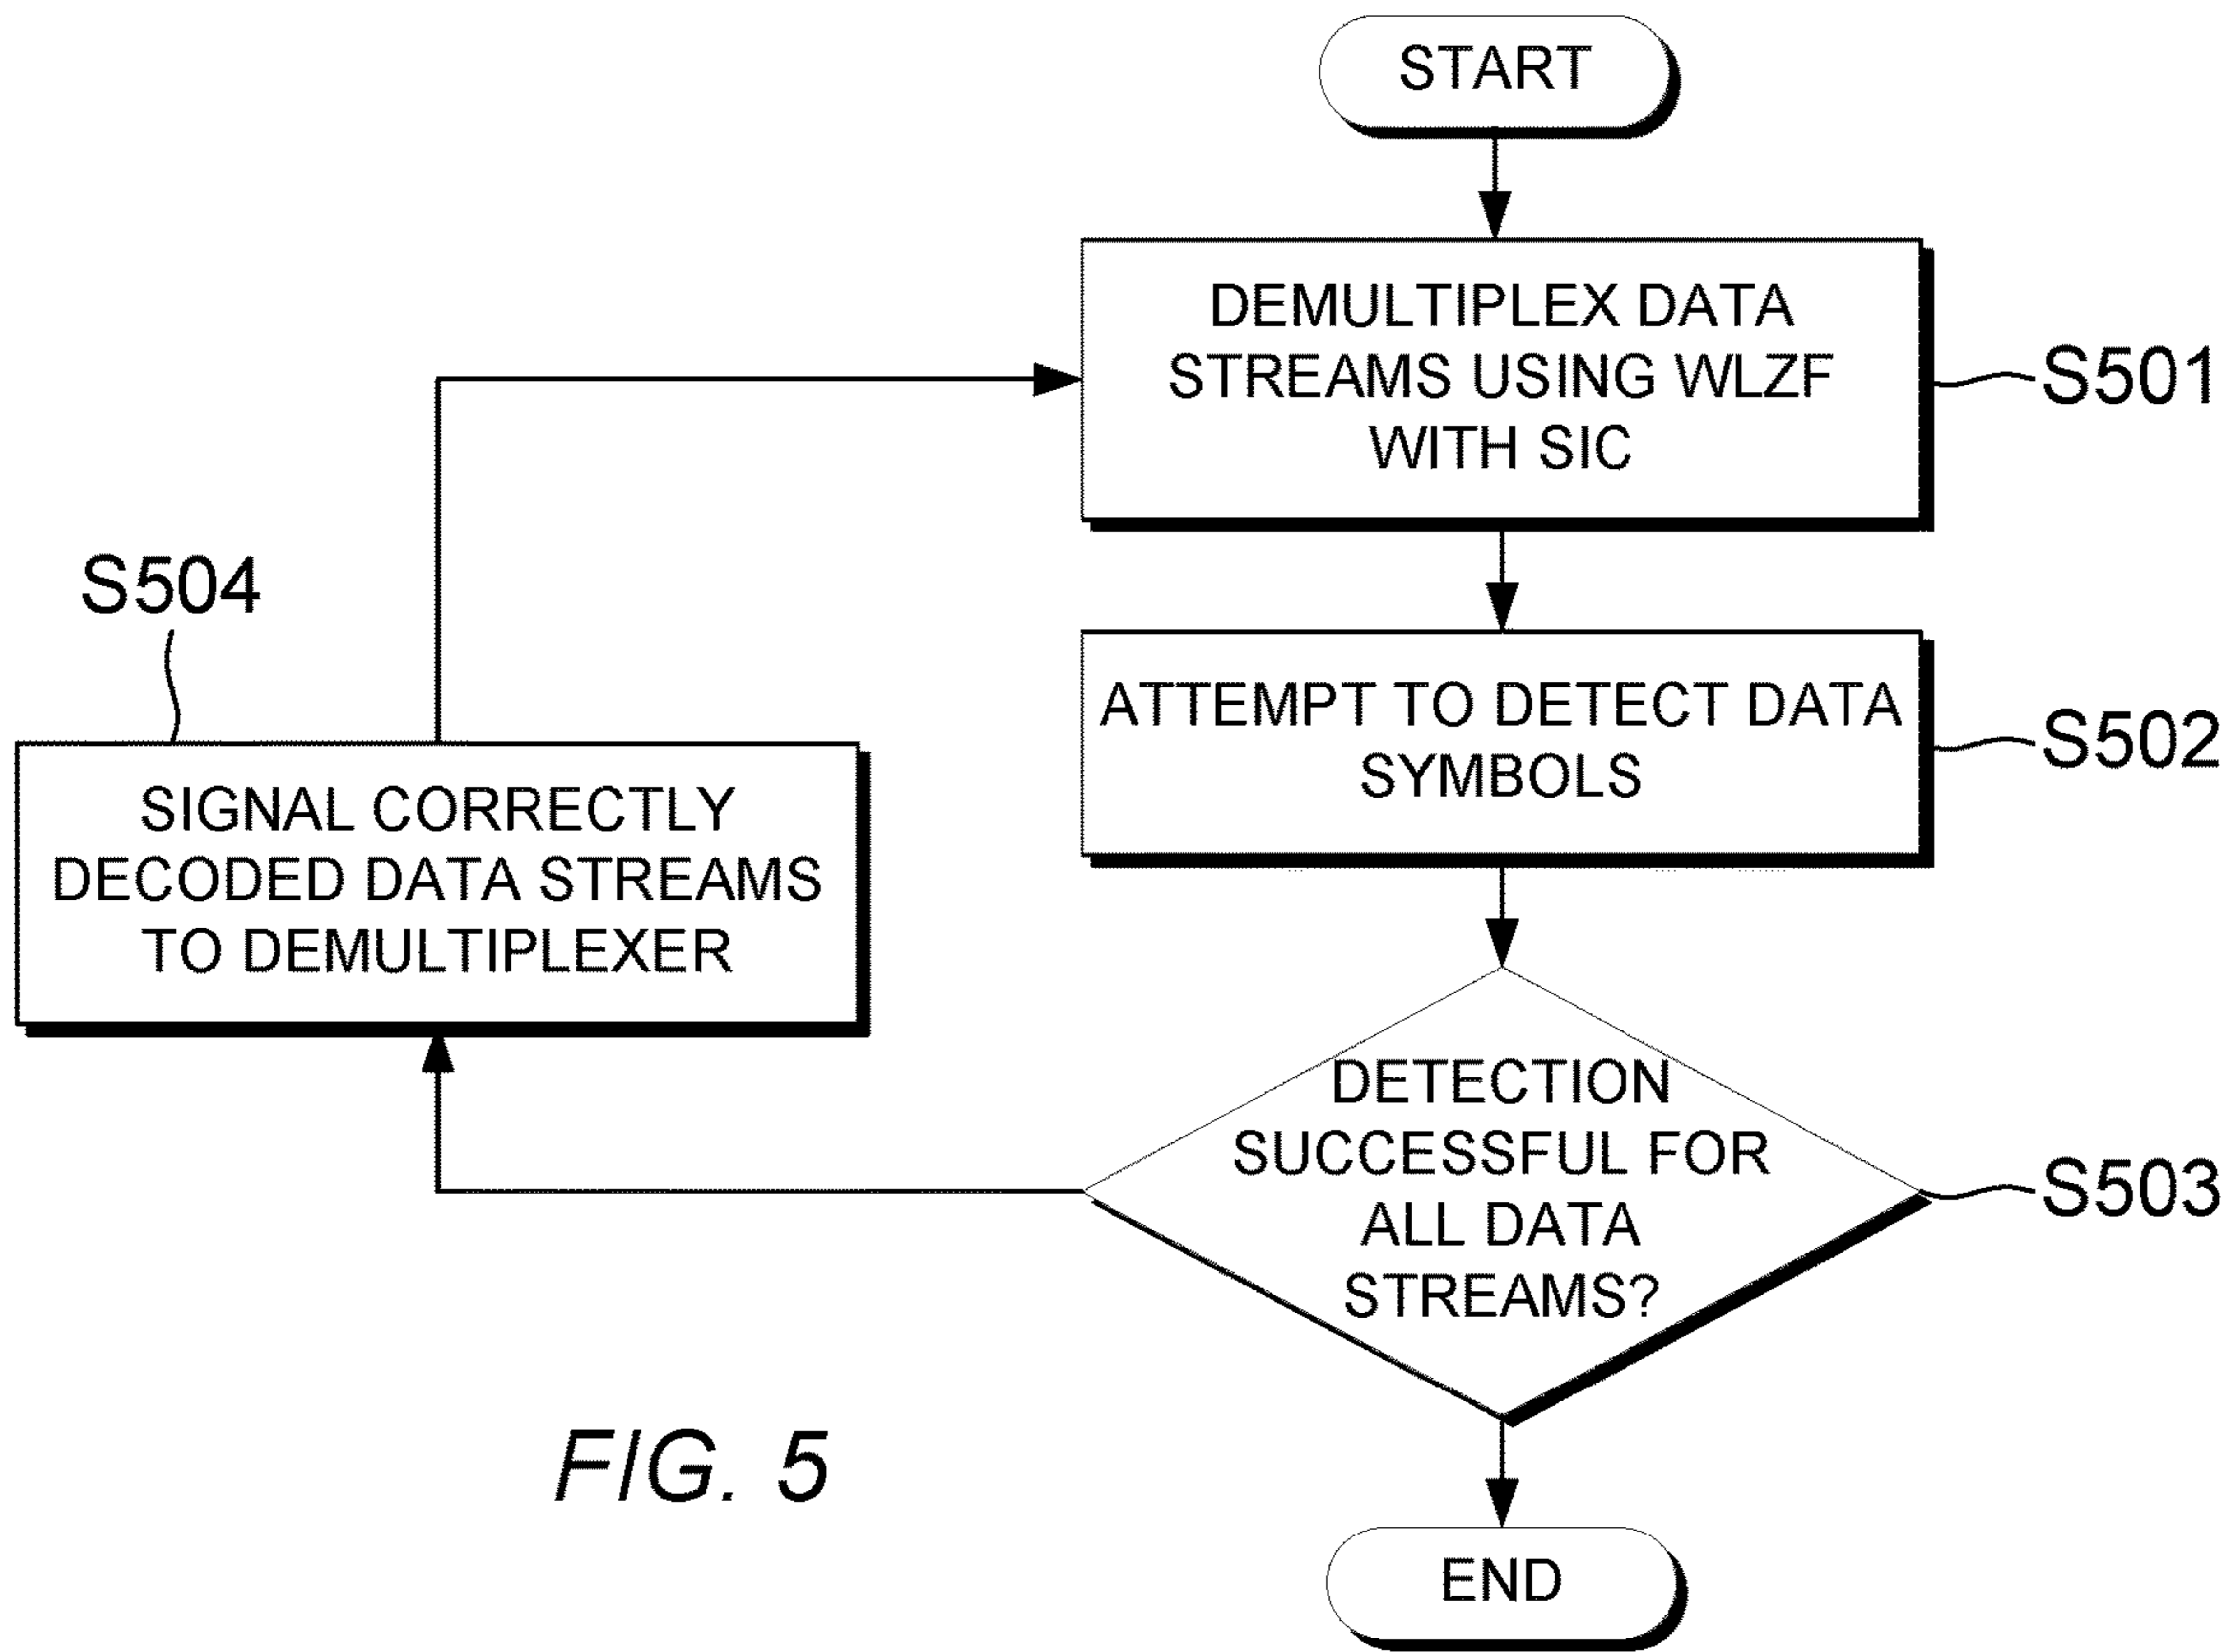 START
DEMULTIPLEX DATA
STREAMS USING WLZF
WITH SIC
S501
ATTEMPT TO DETECT DATA
SYMBOLS
S502
DETECTION
SUCCESSFUL FOR
ALL DATA
STREAMS?
S503
S504
SIGNAL CORRECTLY
DECODED DATA STREAMS
TO DEMULTIPLEXER
END
FIG. 5